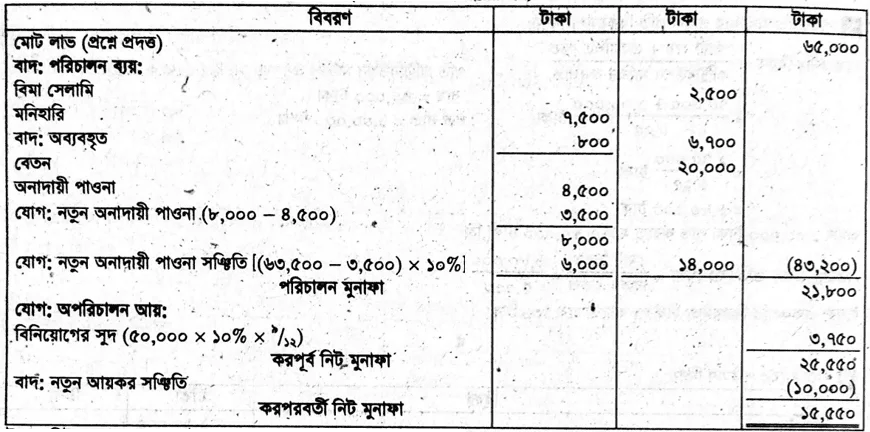 বিবরণ টাকা টাকা টাকা
মোট লাভ (প্রশ্নে প্রদত্ত) ৬৫,০০০
বাদ: পরিচালন ব্যয়:
বিমা সেলামি ২,৫০০
মনিহারি ৭,৫০০
বাদ: অব্যবহৃত ৮০০ ৬,৭০০
বেতন ২০,০০০
অনাদায়ী পাওনা ৪,৫০০
যোগ: নতুন অনাদায়ী পাওনা (৮,০০০ – ৪,৫০০) ৩,৫০০
৮,০০০
যোগ: নতুন অনাদায়ী পাওনা সঞ্চিতি [(৬৩,৫০০ – ৩,৫০০) × ১০%] ৬,০০০ ১৪,০০০ (৪৩,২০০)
পরিচালন মুনাফা ২১,৮০০
যোগ: অপরিচালন আয়:
বিনিয়োগের সুদ (৫০,০০০ × ১০% × ৯/১২) ৩,৭৫০
করপূর্ব নিট মুনাফা ২৫,৫৫০
বাদ: নতুন আয়কর সঞ্চিতি (১০,০০০)
করপরবর্তী নিট মুনাফা ১৫,৫৫০